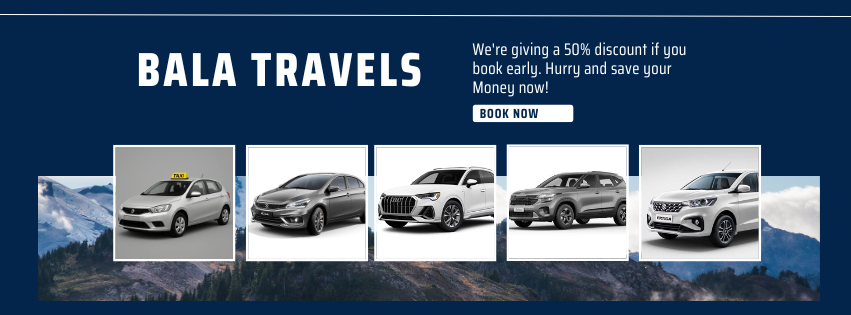 BALA TRAVELS
We're giving a 50% discount if you
book early. Hurry and save your
Money now!
BOOK NOW
TAXI
ERTIGA